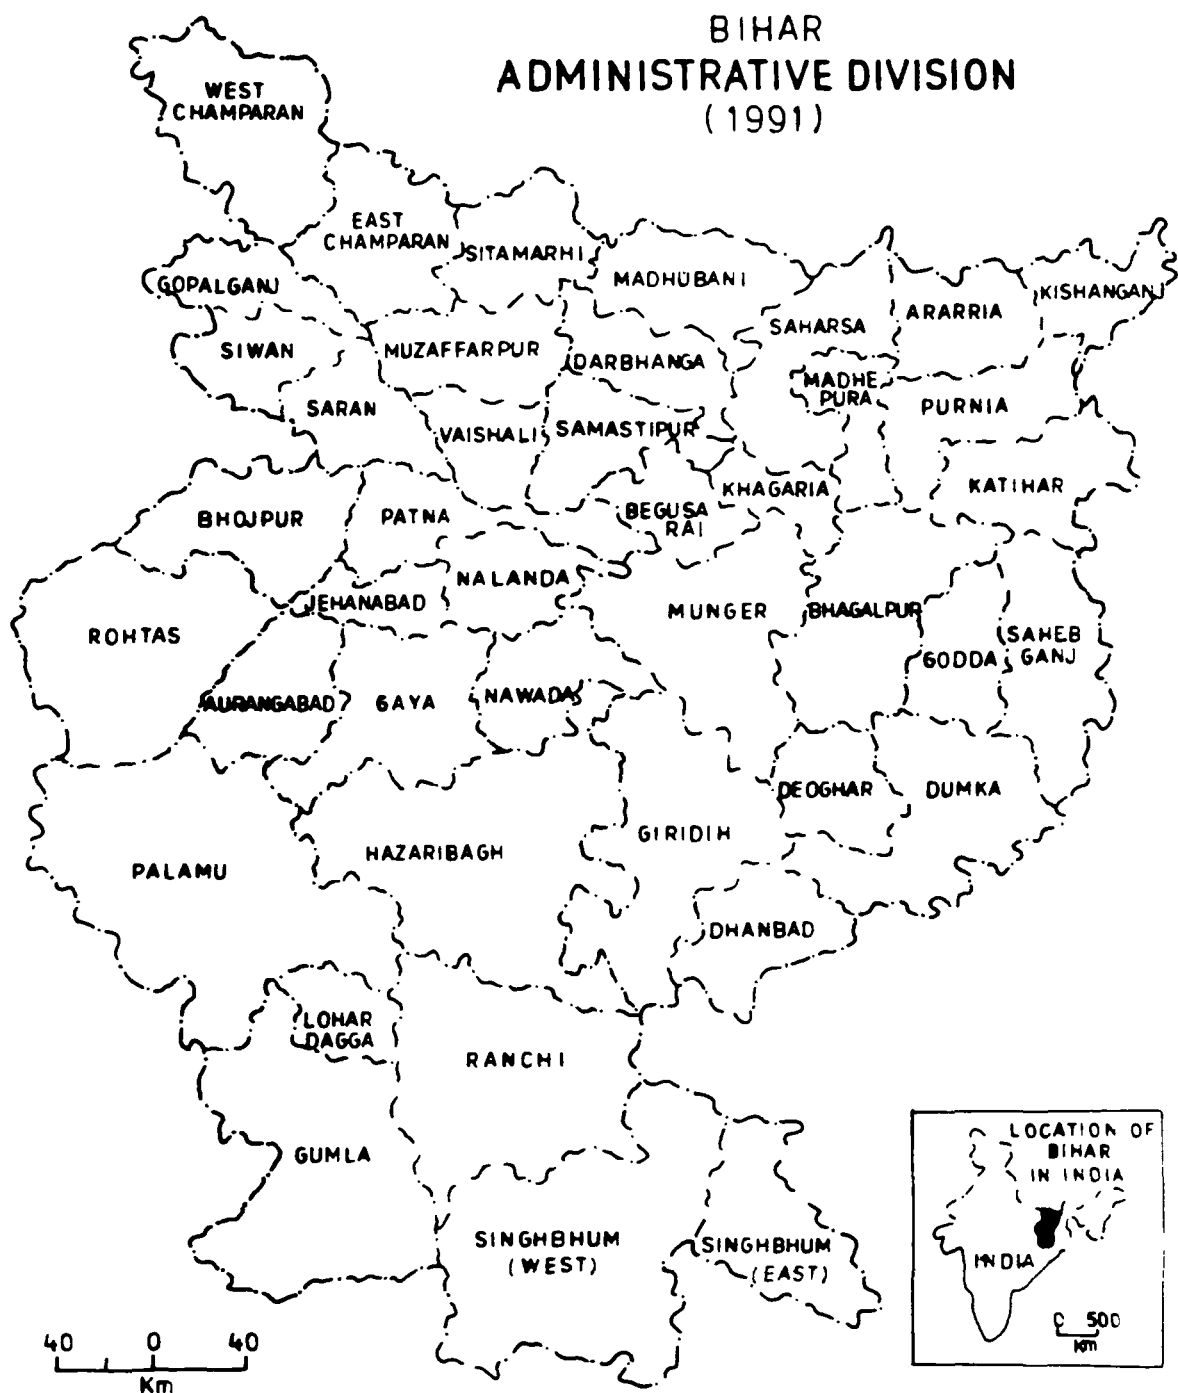 BIHAR
ADMINISTRATIVE DIVISION
(1991)
WEST
CHAMPARAN
EAST
CHAMPARAN
SITAMARHI
GOPALGANJ
MADHUBANI
KISHANGANJ
ARARRIA
SAHARSA
SIWAN
MUZAFFARPUR
DARBHANGA
MADHE
PURA
SARAN
PURNIA
VAISHALI
SAMASTIPUR
KHAGARIA
KATIHAR
BHOJPUR
PATNA
BEGUSA
RAI
NALANDA
JEHANABAD
MUNGER
BHAGALPUR
ROHTAS
SAHEB
GANJ
GODDA
AURANGABAD
GAYA
NAWADA
DEOGHAR
DUMKA
GIRIDIH
HAZARIBAGH
PALAMU
DHANBAD
LOHAR
DAGGA
RANCHI
GUMLA
SINGHBHUM
(WEST)
SINGHBHUM
(EAST)
LOCATION OF
BIHAR
IN INDIA
INDIA
0 500
Km
40 0 40
Km